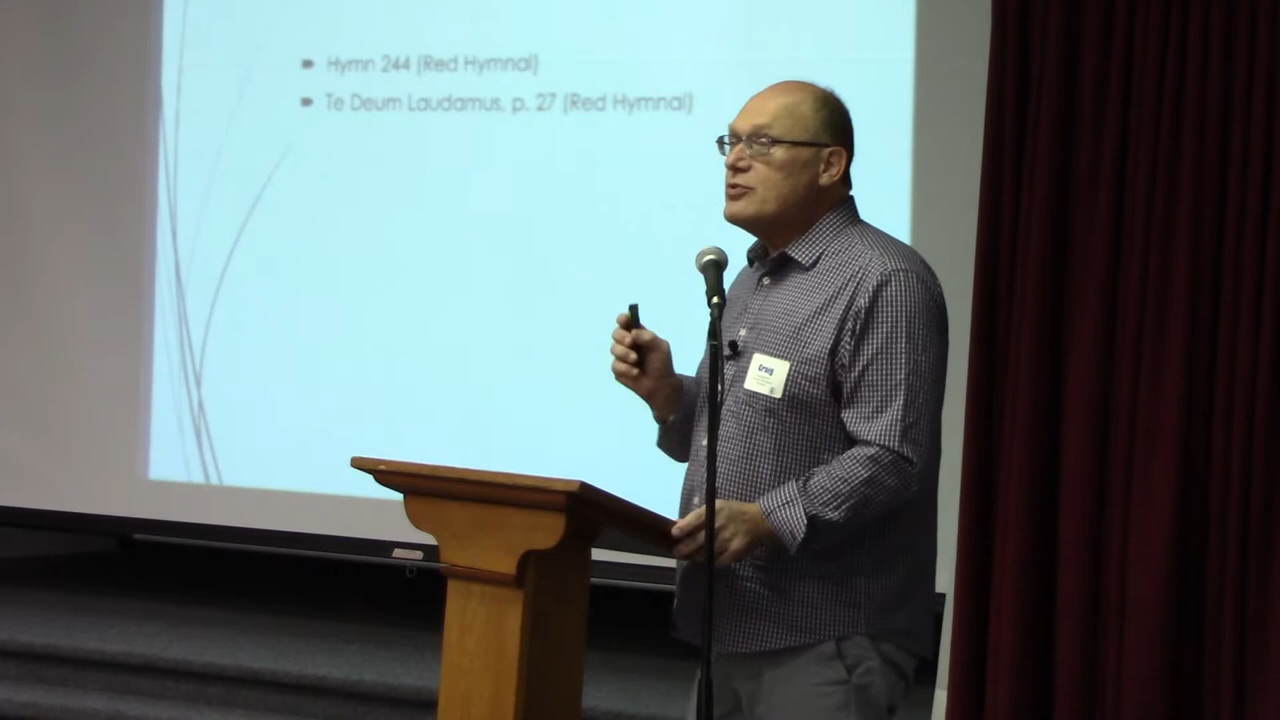 Hymn 244 (Red Hymnal)
Te Deum Laudamus, p. 27 (Red Hymnal)
Craig